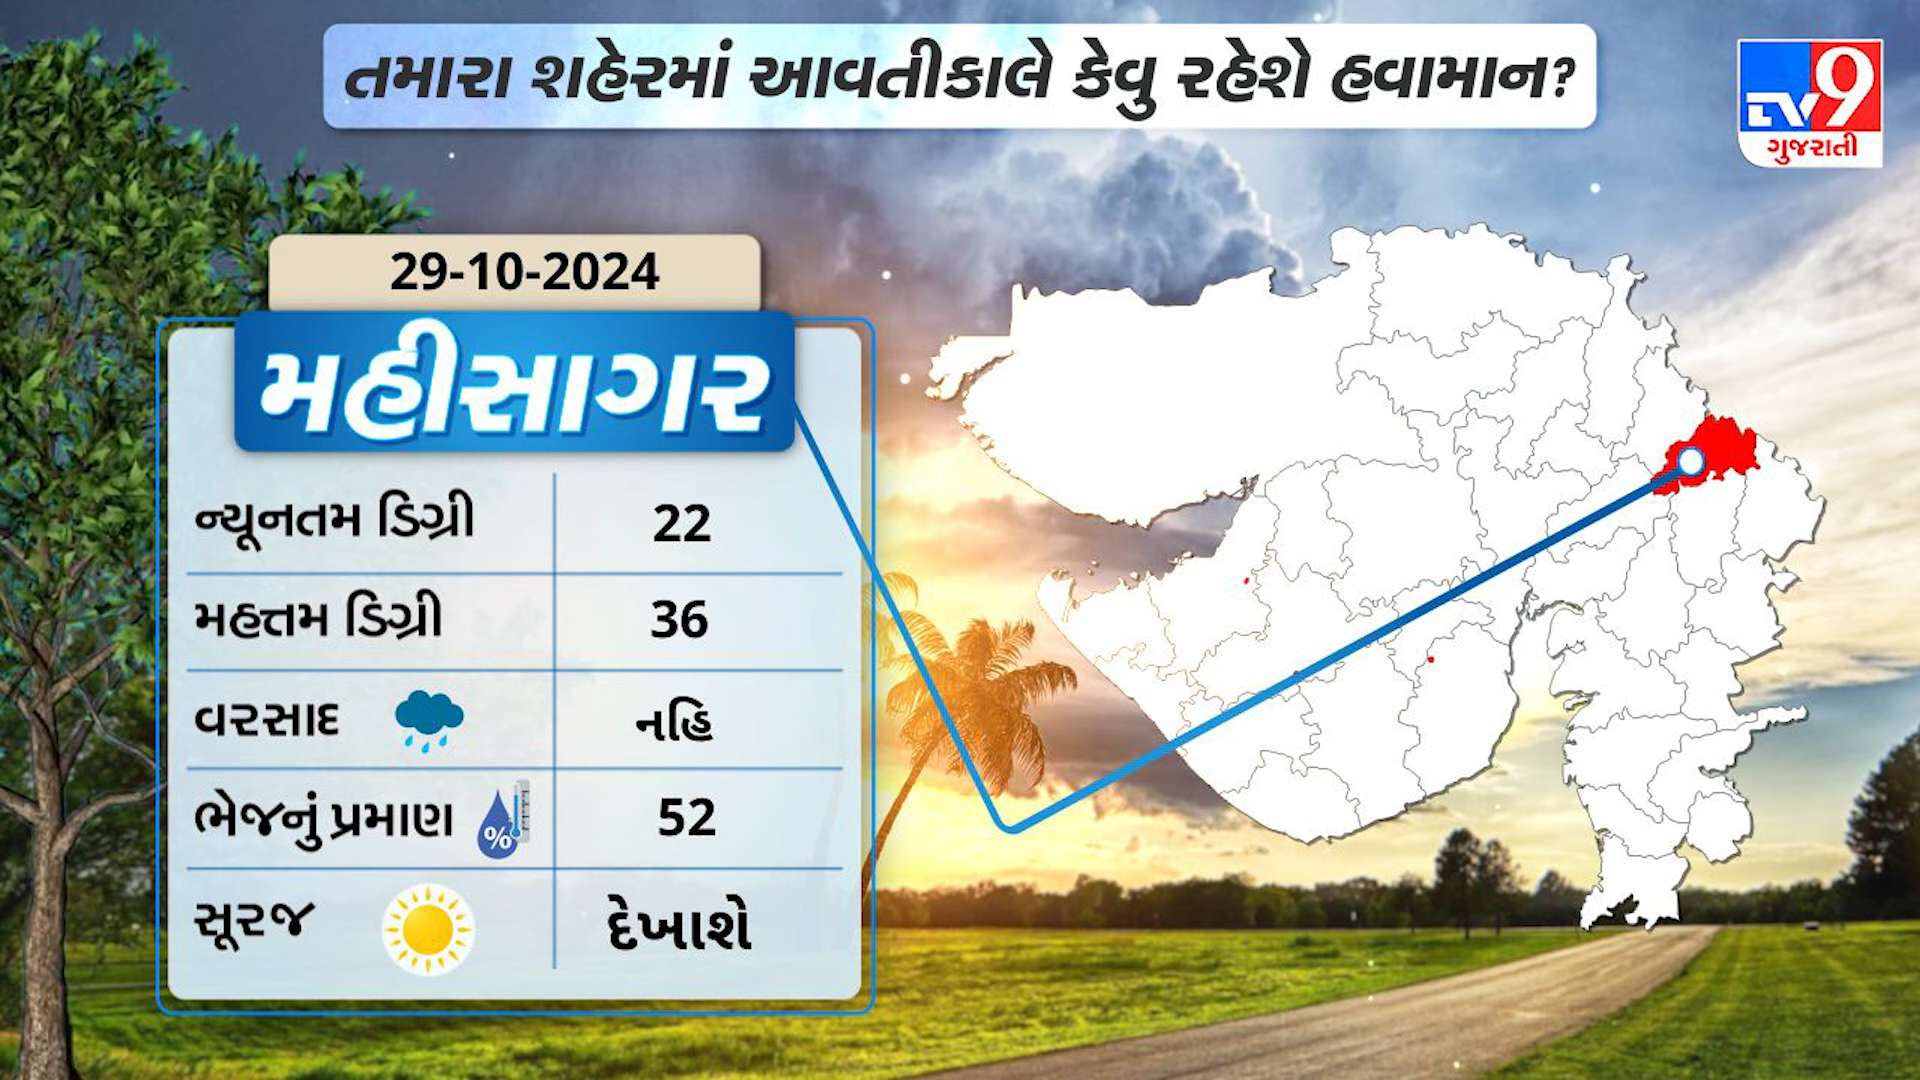 તમારા શહેરમાં આવતીકાલે કેવુ રહેશે હવામાન?
TV9
ગુજરાતી
29-10-2024
મહીસાગર
ન્યૂનતમ ડિગ્રી 22
મહત્તમ ડિગ્રી 36
વરસાદ નહિ
ભેજનું પ્રમાણ % 52
સૂરજ દેખાશે